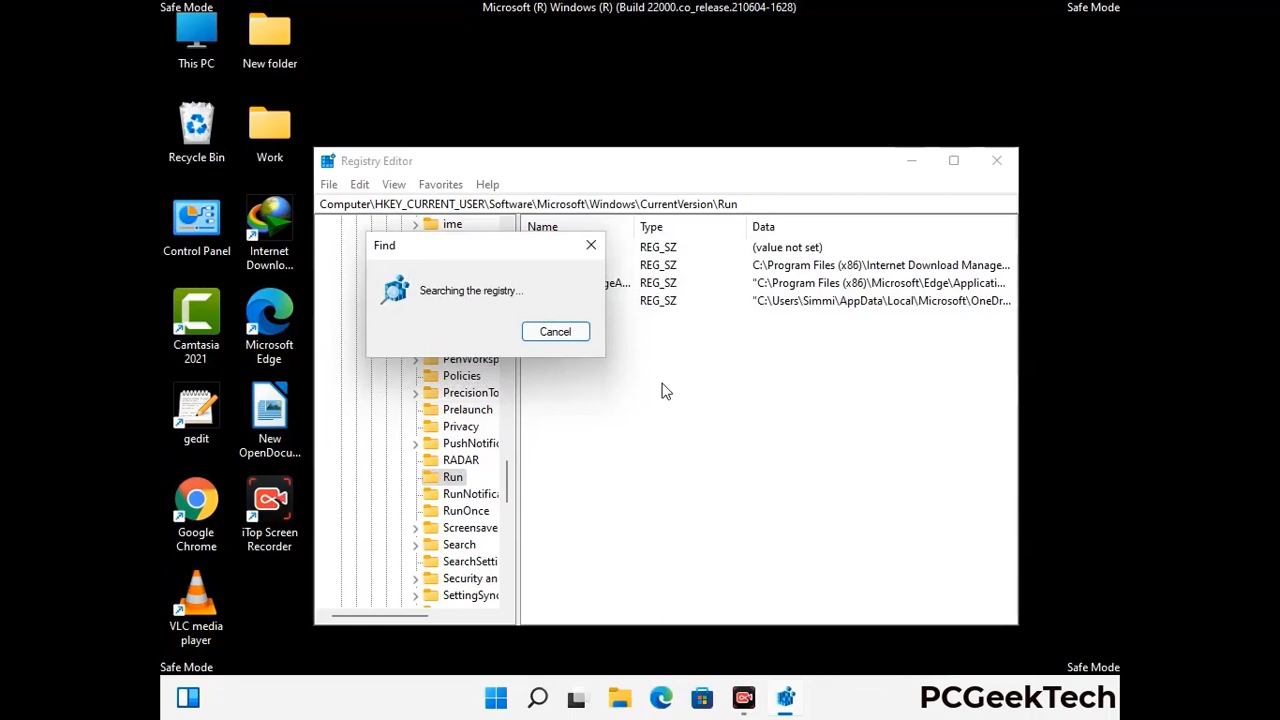 Safe Mode
Microsoft (R) Windows (R) (Build 22000.co_release.210604-1628)
Safe Mode
This PC
New folder
Recycle Bin
Work
Control Panel
Internet
Downlo...
Camtasia
2021
Microsoft
Edge
gedit
New
OpenDocu...
Google
Chrome
iTop Screen
Recorder
VLC media
player
Registry Editor
File Edit View Favorites Help
Computer\HKEY_CURRENT_USER\Software\Microsoft\Windows\CurrentVersion\Run
ime
PenWorksp
Policies
PrecisionTo
Prelaunch
Privacy
PushNotific
RADAR
Run
RunNotifica
RunOnce
Screensave
Search
SearchSetti
Security an
SettingSync
Name Type Data
REG_SZ (value not set)
REG_SZ C:\Program Files (x86)\Internet Download Manage...
geA... REG_SZ "C:\Program Files (x86)\Microsoft\Edge\Applicati...
REG_SZ "C:\Users\Simmi\AppData\Local\Microsoft\OneDr...
Find
Searching the registry...
Cancel
Safe Mode
Safe Mode
PCGeekTech